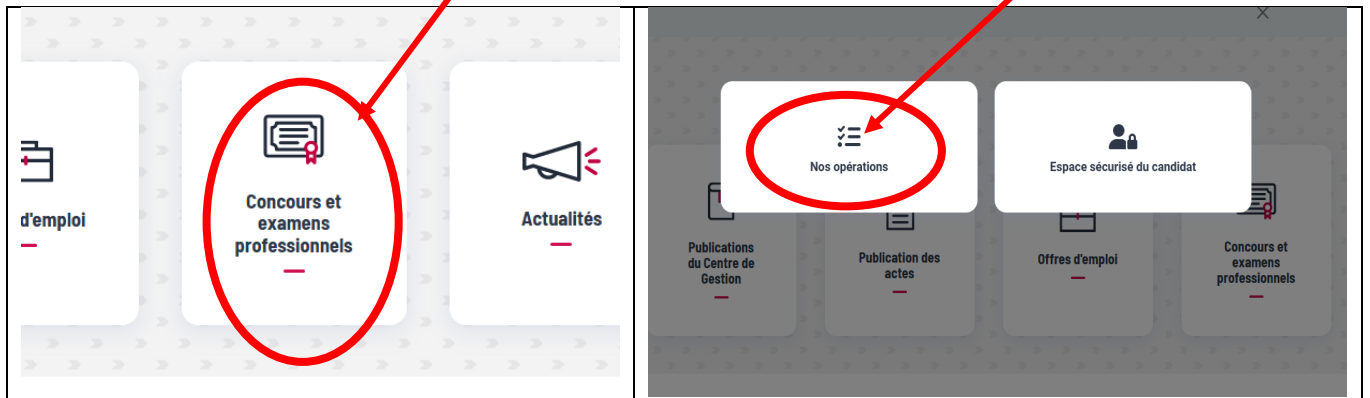 d'emploi
Concours et
examens
professionnels
Actualités
Nos opérations
Espace sécurisé du candidat
Publications
du Centre de
Gestion
Publication des
actes
Offres d'emploi
Concours et
examens
professionnels